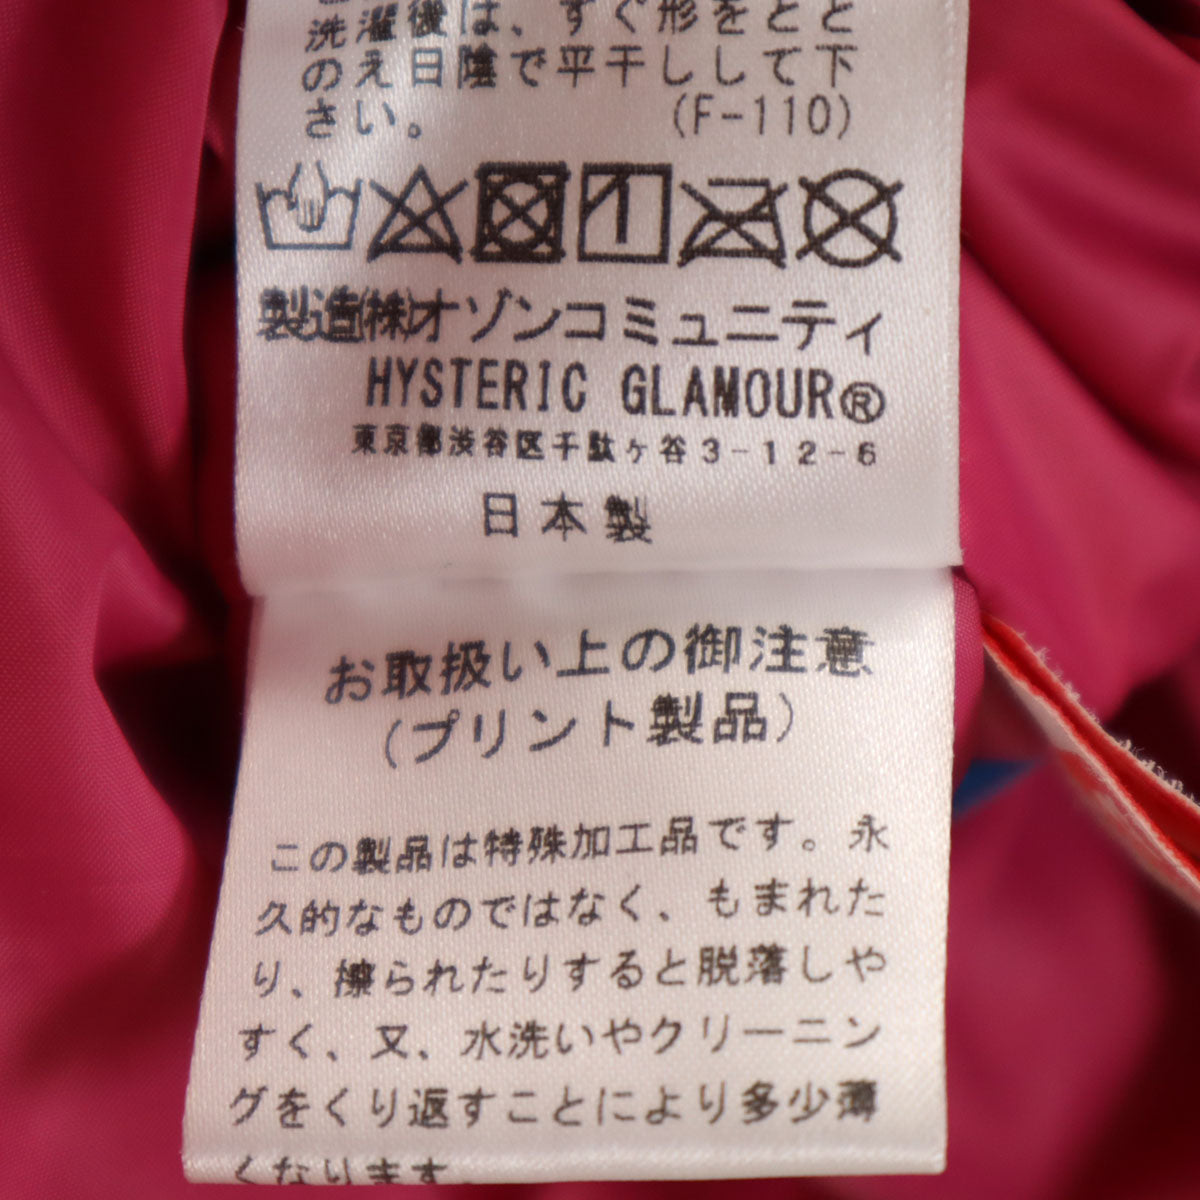 洗濯後は、すぐ形をとと
のえ日陰で平干しして下
さい。 (F-110)
製造(株)オゾンコミュニティ
HYSTERIC GLAMOUR®
東京都渋谷区千駄ヶ谷3-12-6
日本製
お取扱い上の御注意
(プリント製品)
この製品は特殊加工品です。永
久的なものではなく、もまれた
り、擦られたりすると脱落しや
すく、又、水洗いやクリーニン
グをくり返すことにより多少薄
くなります。